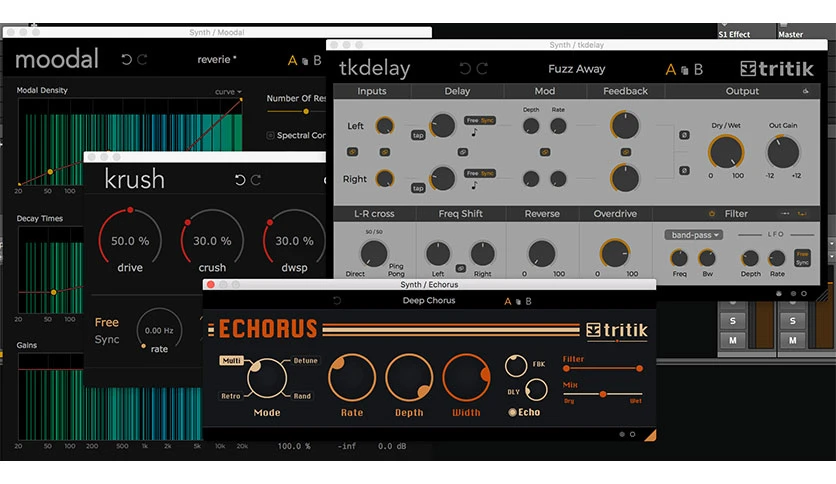 Synth / Moodal
moodal
reverie *
A B
Modal Density
curve
Number Of Res
Spectral Con
20 50 100
Decay Times
20 50 100
Gains
20 50 100 200 500 1k 2k 5k 10k 20k
100.0 % -inf 0.0 dB
S1 Effect Master
Synth / tkdelay
tkdelay
Fuzz Away
A B
tritik
Inputs Delay Mod Feedback Output
Depth Rate
Left
tap
Free Sync
Dry/Wet Out Gain
0 100 -12 +12
Right
tap
Free Sync
L-R cross Freq Shift Reverse Overdrive Filter
50 / 50
band-pass
LFO
Direct Ping Pong
Left Right
0 100
0 100
Freq Bw Depth Rate
Free
Sync
krush
50.0 % 30.0 % 30.0 %
drive crush dwsp
Free
Sync
0.00 Hz
rate
Synth / Echorus
Deep Chorus
A B
ECHORUS
tritik
Multi Detune
Retro Band
Mode
Rate Depth Width
FBK
DLY
Echo
Filter
Mix
Dry Wet
S S
M M